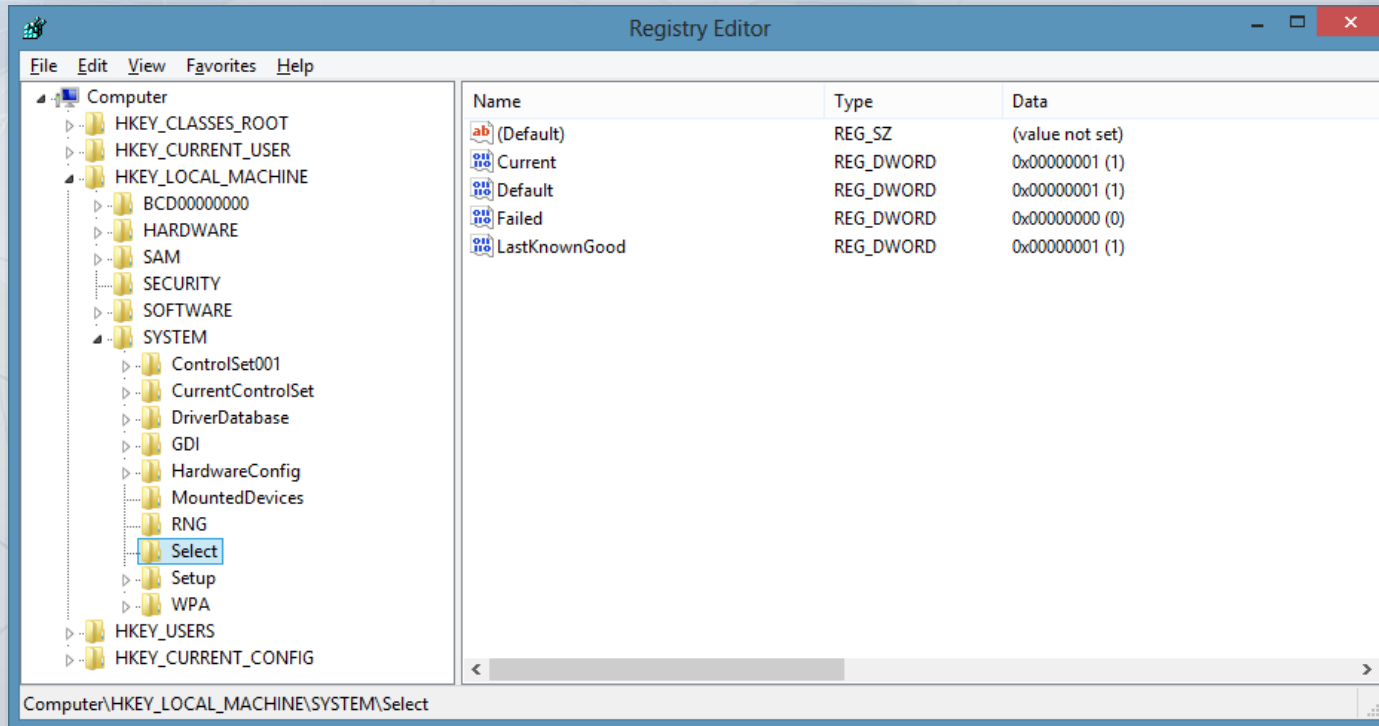 Registry Editor
File Edit View Favorites Help
Computer
HKEY_CLASSES_ROOT
HKEY_CURRENT_USER
HKEY_LOCAL_MACHINE
BCD00000000
HARDWARE
SAM
SECURITY
SOFTWARE
SYSTEM
ControlSet001
CurrentControlSet
DriverDatabase
GDI
HardwareConfig
MountedDevices
RNG
Select
Setup
WPA
HKEY_USERS
HKEY_CURRENT_CONFIG
Name Type Data
(Default) REG_SZ (value not set)
Current REG_DWORD 0x00000001 (1)
Default REG_DWORD 0x00000001 (1)
Failed REG_DWORD 0x00000000 (0)
LastKnownGood REG_DWORD 0x00000001 (1)
Computer\HKEY_LOCAL_MACHINE\SYSTEM\Select